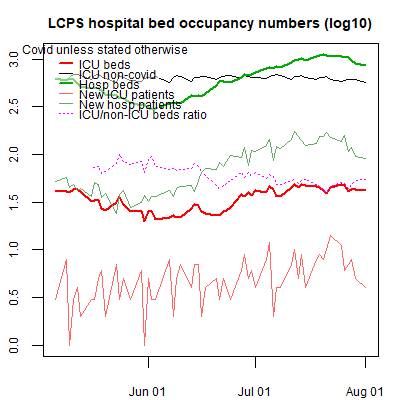 LCPS hospital bed occupancy numbers (log10)
Covid unless stated otherwise
ICU beds
ICU non-covid
Hosp beds
New ICU patients
New hosp patients
ICU/non-ICU beds ratio
3.0
2.5
2.0
1.5
1.0
0.5
0.0
Jun 01
Jul 01
Aug 01